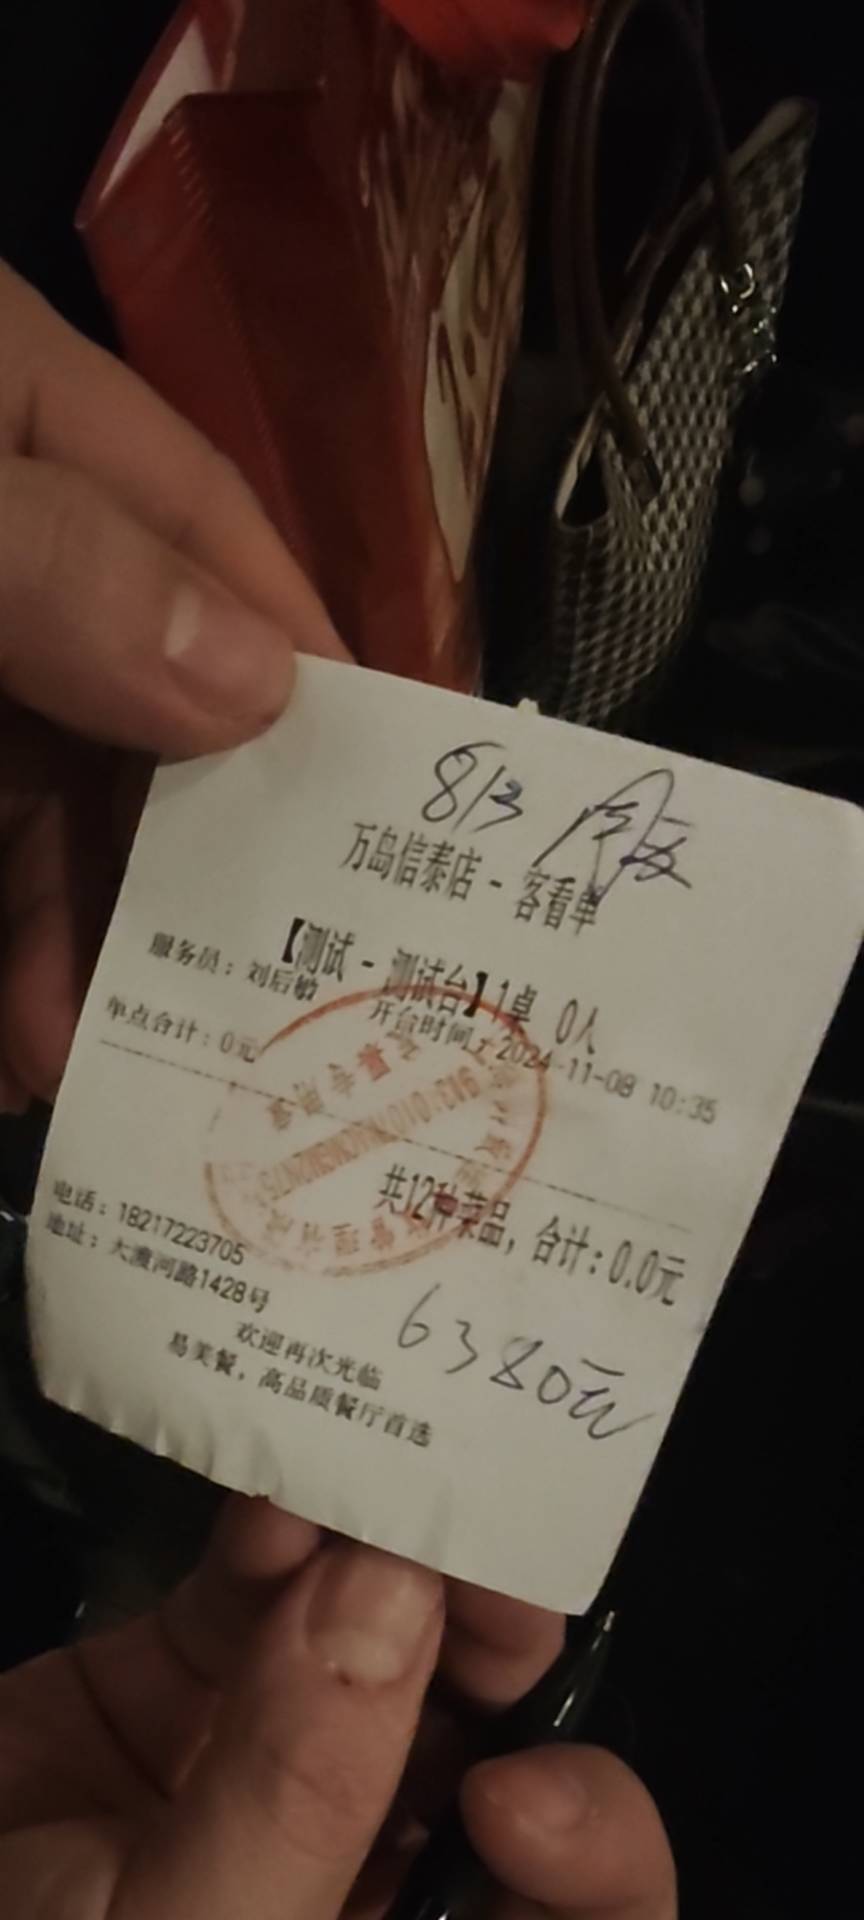 813
万岛信泰店 - 客看单
【测试 - 测试台】1桌 0人
服务员：刘后敏
开台时间：2024-11-08 10:35
单点合计：0元
共12种菜品，合计：0.0元
电话：18217223705
地址：大渡河路1428号
6380元
欢迎再次光临
易美餐，高品质餐厅首选